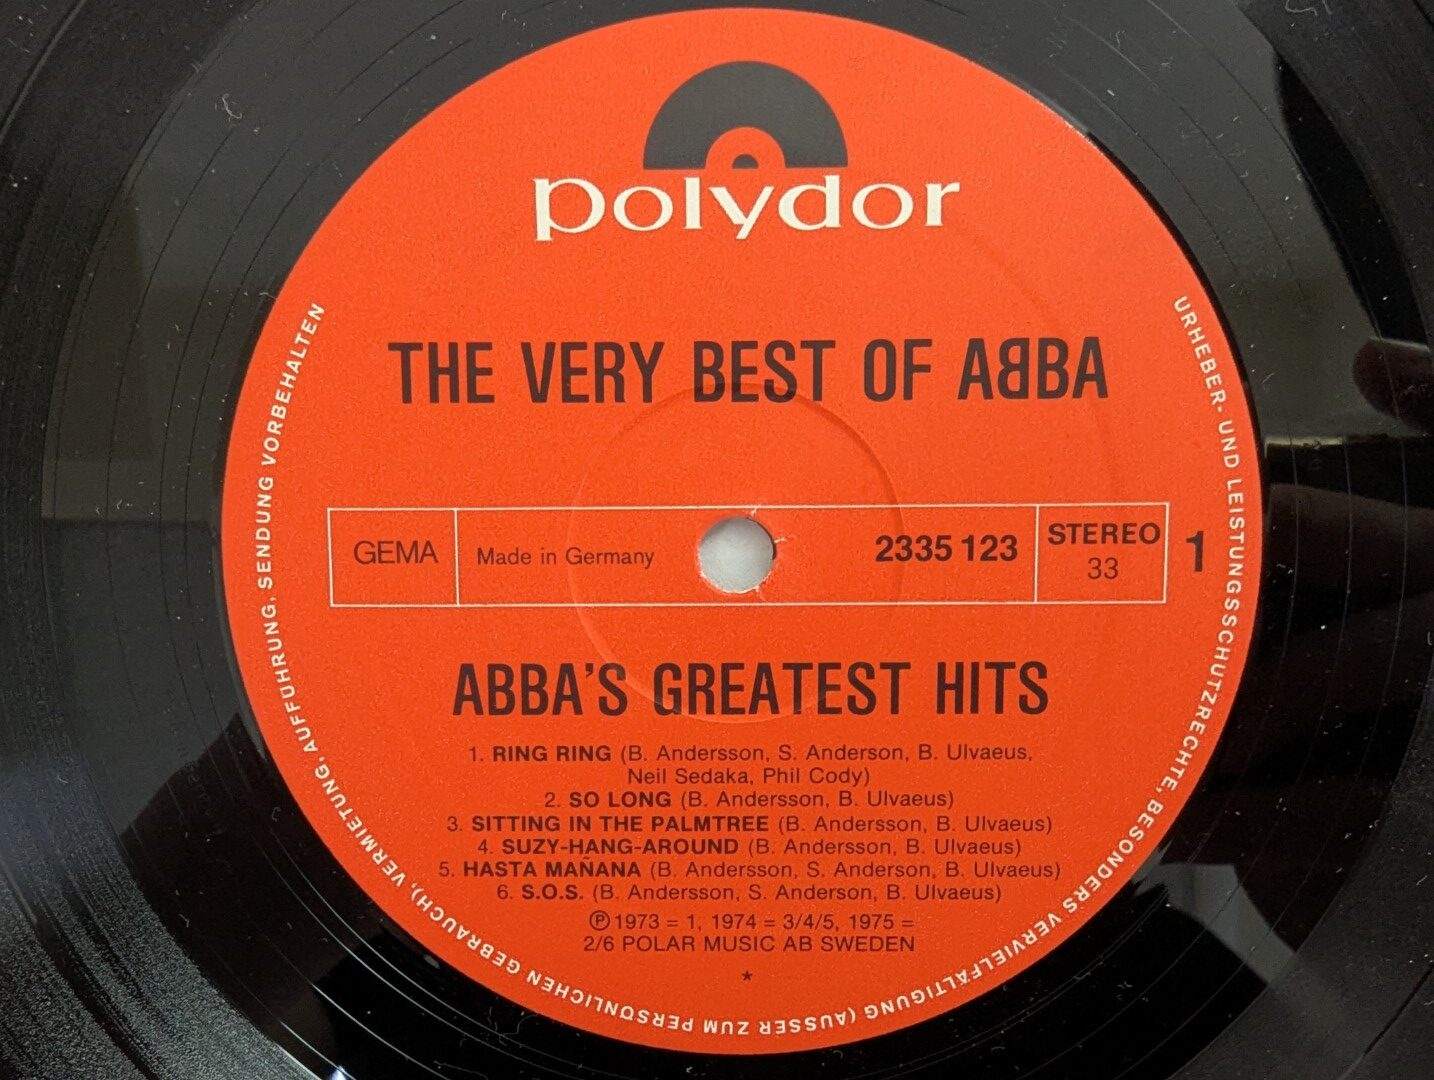 polydor
THE VERY BEST OF ABBA
GEMA
Made in Germany
2335 123
STEREO
33
1
ABBA'S GREATEST HITS
1. RING RING (B. Andersson, S. Anderson, B. Ulvaeus,
Neil Sedaka, Phil Cody)
2. SO LONG (B. Andersson, B. Ulvaeus)
3. SITTING IN THE PALMTREE (B. Andersson, B. Ulvaeus)
4. SUZY-HANG-AROUND (B. Andersson, B. Ulvaeus)
5. HASTA MAÑANA (B. Andersson, S. Anderson, B. Ulvaeus)
6. S.O.S. (B. Andersson, S. Anderson, B. Ulvaeus)
℗ 1973 = 1, 1974 = 3/4/5, 1975 =
2/6 POLAR MUSIC AB SWEDEN
*
URHEBER- UND LEISTUNGSSCHUTZRECHTE, BESONDERS VERVIELFÄLTIGUNG (AUSSER ZUM PERSÖNLICHEN GEBRAUCH), VERMIETUNG, AUFFÜHRUNG, SENDUNG VORBEHALTEN